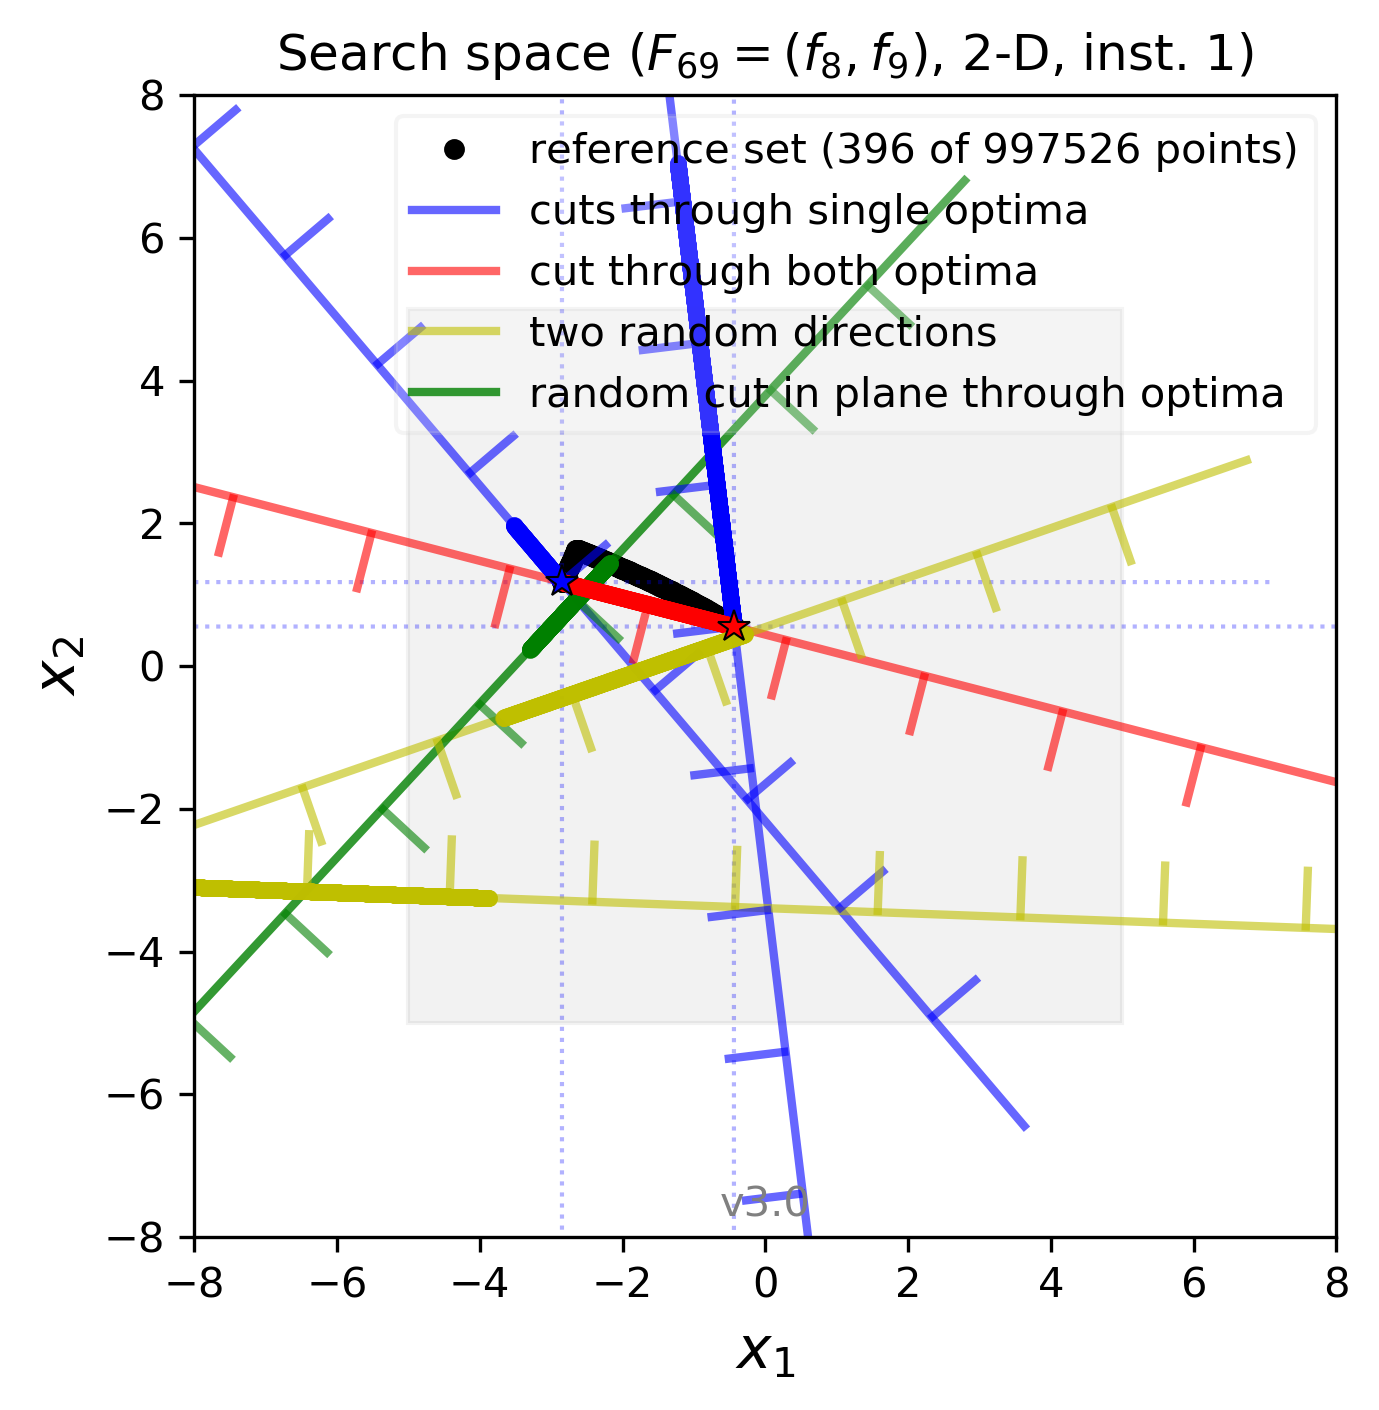 Search space (F₆₉ = (f₈, f₉), 2-D, inst. 1)
reference set (396 of 997526 points)
cuts through single optima
cut through both optima
two random directions
random cut in plane through optima
8
6
4
2
0
−2
−4
−6
−8
x₂
v3.0
−8 −6 −4 −2 0 2 4 6 8
x₁